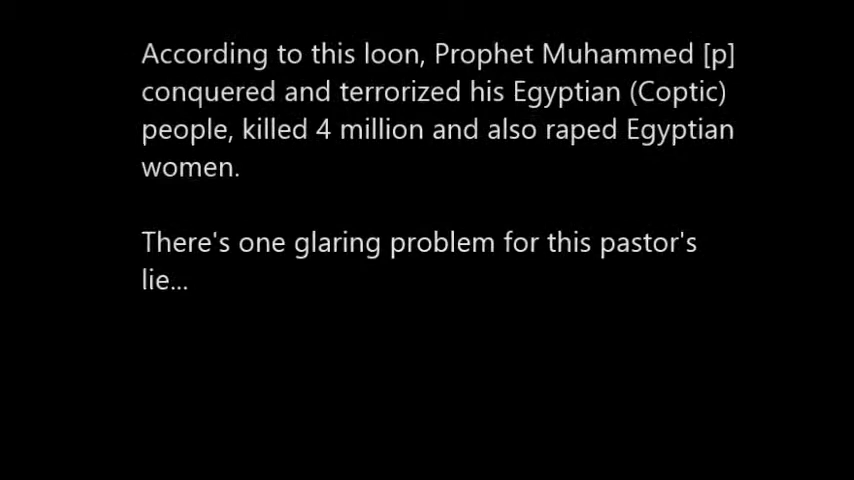 According to this loon, Prophet Muhammed [p]
conquered and terrorized his Egyptian (Coptic)
people, killed 4 million and also raped Egyptian
women.
There's one glaring problem for this pastor's
lie...